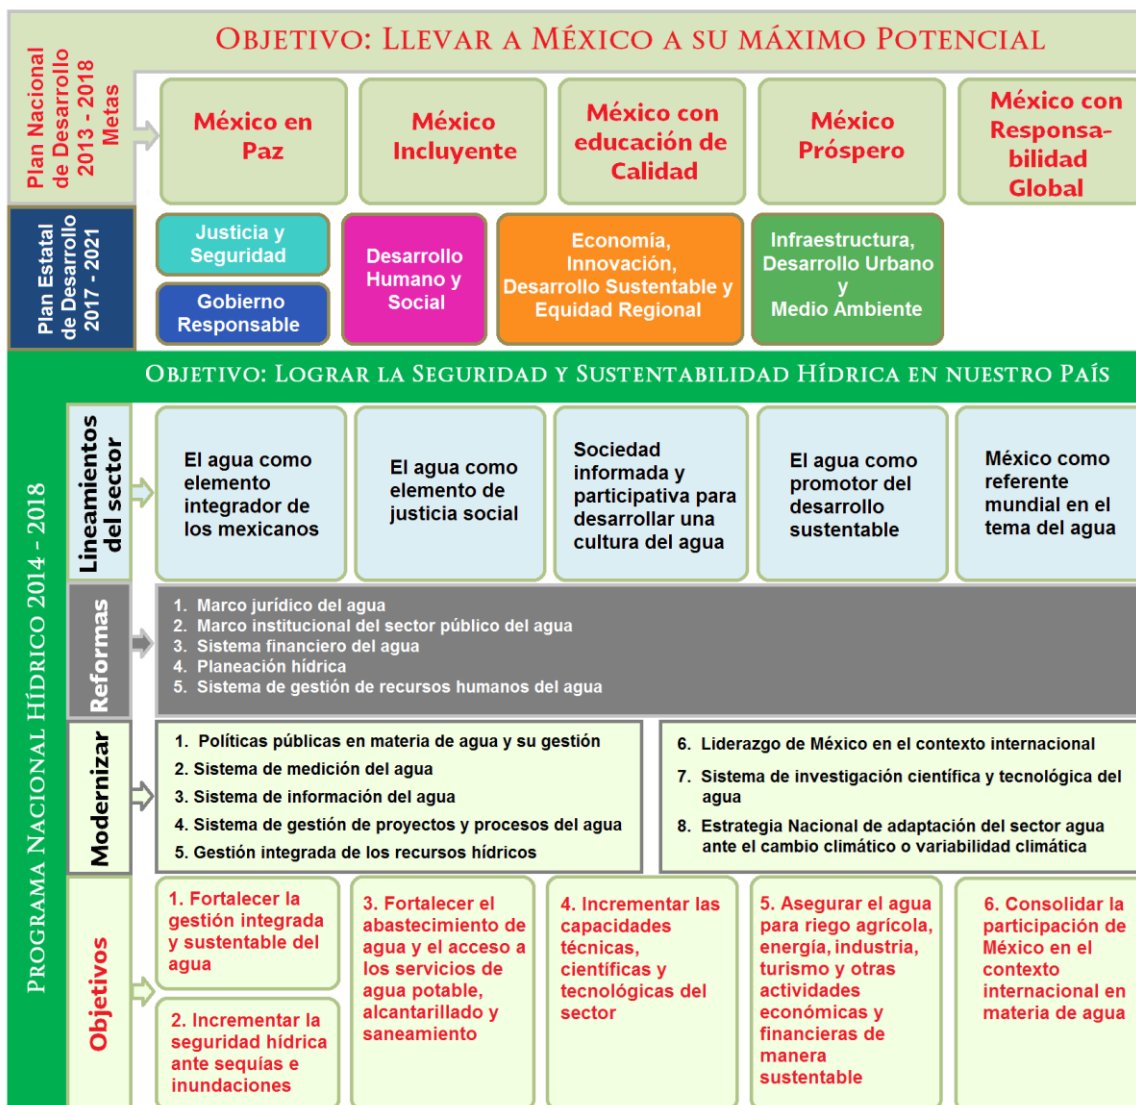 OBJETIVO: LLEVAR A MÉXICO A SU MÁXIMO POTENCIAL
Plan Nacional
de Desarrollo
2013 - 2018
Metas
México en
Paz
México
Incluyente
México con
educación de
Calidad
México
Próspero
México con
Responsa-
bilidad
Global
Plan Estatal
de Desarrollo
2017 - 2021
Justicia y
Seguridad
Gobierno
Responsable
Desarrollo
Humano y
Social
Economía,
Innovación,
Desarrollo Sustentable y
Equidad Regional
Infraestructura,
Desarrollo Urbano
y
Medio Ambiente
PROGRAMA NACIONAL HÍDRICO 2014 - 2018
OBJETIVO: LOGRAR LA SEGURIDAD Y SUSTENTABILIDAD HÍDRICA EN NUESTRO PAÍS
Lineamientos
del sector
El agua como
elemento
integrador de
los mexicanos
El agua como
elemento de
justicia social
Sociedad
informada y
participativa para
desarrollar una
cultura del agua
El agua como
promotor del
desarrollo
sustentable
México como
referente
mundial en el
tema del agua
Reformas
1. Marco jurídico del agua
2. Marco institucional del sector público del agua
3. Sistema financiero del agua
4. Planeación hídrica
5. Sistema de gestión de recursos humanos del agua
Modernizar
1. Políticas públicas en materia de agua y su gestión
2. Sistema de medición del agua
3. Sistema de información del agua
4. Sistema de gestión de proyectos y procesos del agua
5. Gestión integrada de los recursos hídricos
6. Liderazgo de México en el contexto internacional
7. Sistema de investigación científica y tecnológica del
agua
8. Estrategia Nacional de adaptación del sector agua
ante el cambio climático o variabilidad climática
Objetivos
1. Fortalecer la
gestión integrada
y sustentable del
agua
2. Incrementar la
seguridad hídrica
ante sequías e
inundaciones
3. Fortalecer el
abastecimiento de
agua y el acceso a
los servicios de
agua potable,
alcantarillado y
saneamiento
4. Incrementar las
capacidades
técnicas,
científicas y
tecnológicas del
sector
5. Asegurar el agua
para riego agrícola,
energía, industria,
turismo y otras
actividades
económicas y
financieras de
manera
sustentable
6. Consolidar la
participación de
México en el
contexto
internacional en
materia de agua